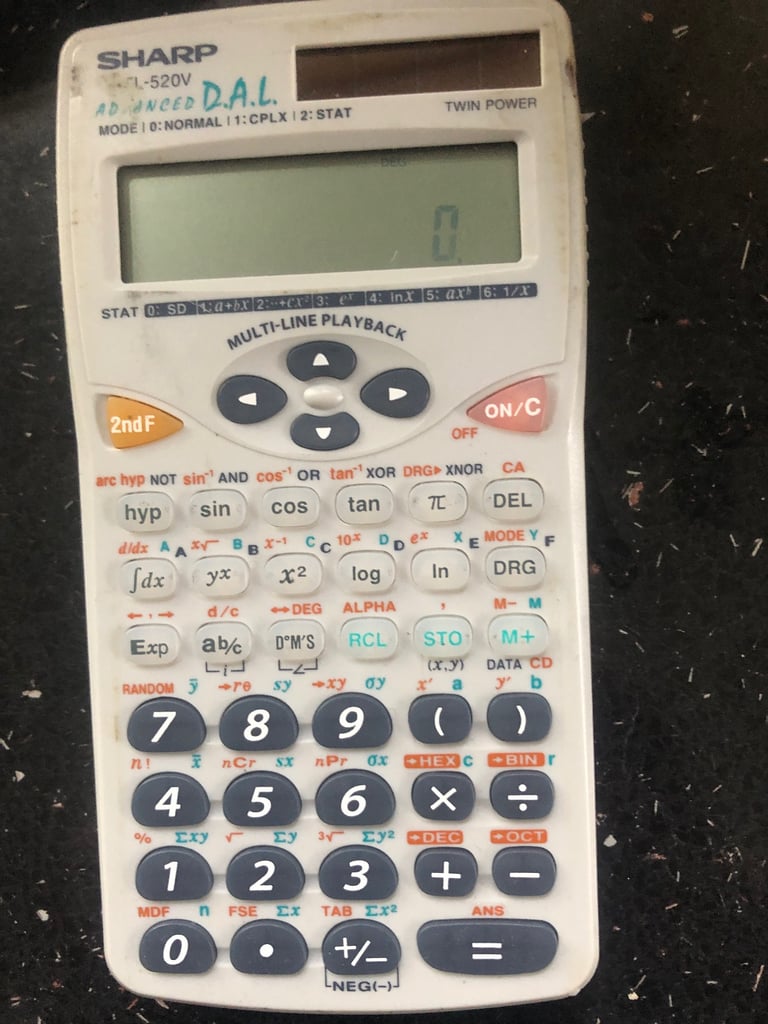 SHARP
L-520V
ADVANCED D.A.L.
TWIN POWER
MODE | 0: NORMAL | 1: CPLX | 2: STAT
DEG
0.
STAT 0: SD 1: a+bx 2: ··+cx² 3: eˣ 4: lnx 5: axᵇ 6: 1/x
MULTI-LINE PLAYBACK
▲
◀ ▶
▼
2ndF ON/C
OFF
arc hyp NOT sin⁻¹ AND cos⁻¹ OR tan⁻¹ XOR DRG▶ XNOR CA
hyp sin cos tan π DEL
d/dx A A ˣ√ B B x⁻¹ C C 10ˣ D D eˣ X E MODE Y F
∫dx yˣ x² log ln DRG
←,→ d/c ↔DEG ALPHA , M− M
Exp ab/c D°M'S RCL STO M+
i ∠ (x,y) DATA CD
RANDOM ȳ →rθ sy →xy σy x′ a y′ b
7 8 9 ( )
n! x̄ nCr sx nPr σx →HEX c →BIN r
4 5 6 × ÷
% Σxy √ Σy ³√ Σy² →DEC →OCT
1 2 3 + −
MDF n FSE Σx TAB Σx² ANS
0 • +/− =
NEG(−)